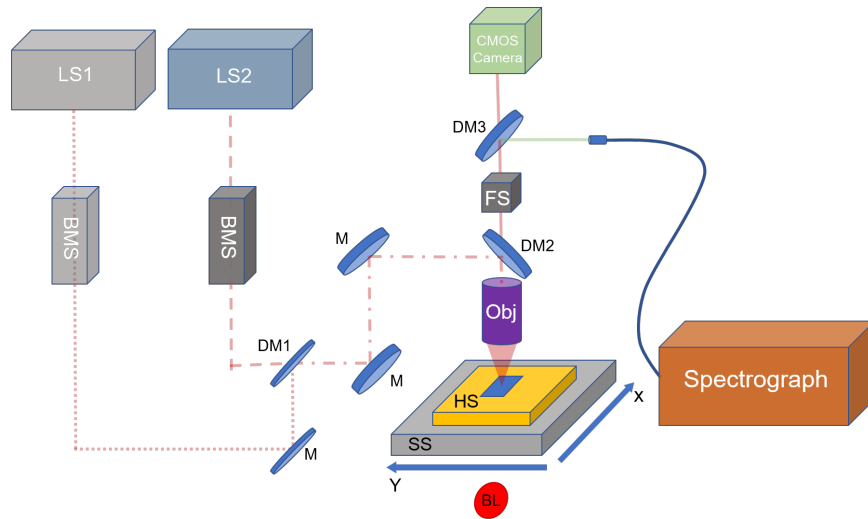 CMOS
Camera
LS1
LS2
DM3
BMS
BMS
FS
M
DM2
Obj
DM1
M
Spectrograph
HS
X
SS
M
Y
BL